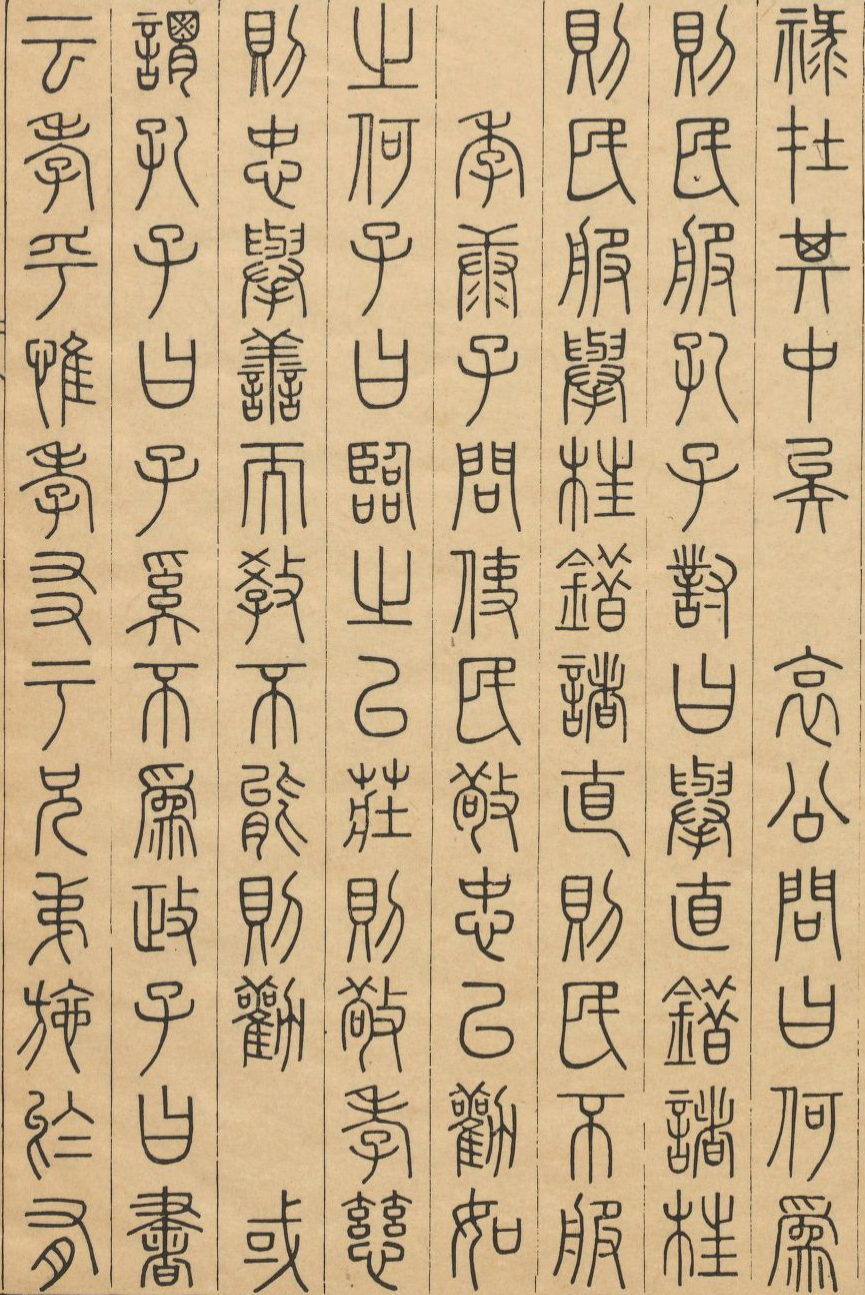 祿在其中矣　哀公問曰何爲
則民服孔子對曰舉直錯諸枉
則民服舉枉錯諸直則民不服
季康子問使民敬忠以勸如
之何子曰臨之以莊則敬孝慈
則忠舉善而教不能則勸　或
謂孔子曰子奚不爲政子曰書
云孝乎惟孝友于兄弟施於有